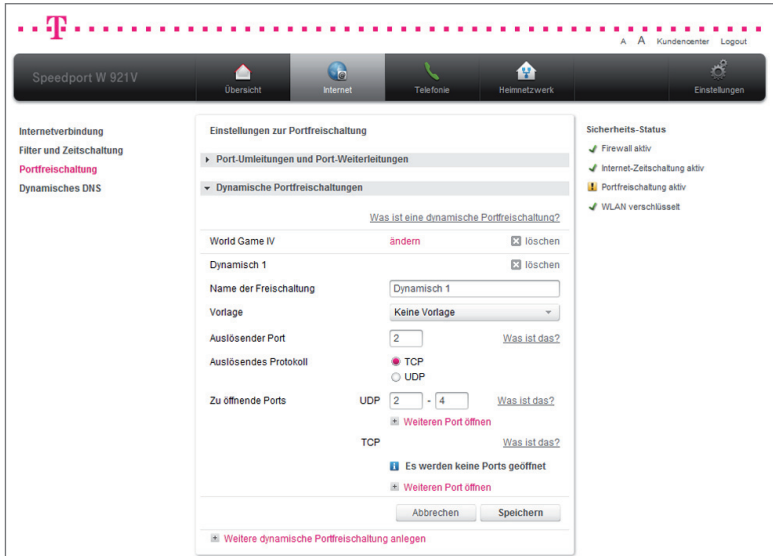 T
A A Kundencenter Logout
Speedport W 921V
Übersicht
Internet
Telefonie
Heimnetzwerk
Einstellungen
Internetverbindung
Filter und Zeitschaltung
Portfreischaltung
Dynamisches DNS
Einstellungen zur Portfreischaltung
Port-Umleitungen und Port-Weiterleitungen
Dynamische Portfreischaltungen
Was ist eine dynamische Portfreischaltung?
World Game IV ändern löschen
Dynamisch 1 löschen
Name der Freischaltung Dynamisch 1
Vorlage Keine Vorlage
Auslösender Port 2 Was ist das?
Auslösendes Protokoll TCP
UDP
Zu öffnende Ports UDP 2 - 4 Was ist das?
Weiteren Port öffnen
TCP Was ist das?
Es werden keine Ports geöffnet
Weiteren Port öffnen
Abbrechen Speichern
Weitere dynamische Portfreischaltung anlegen
Sicherheits-Status
Firewall aktiv
Internet-Zeitschaltung aktiv
Portfreischaltung aktiv
WLAN verschlüsselt